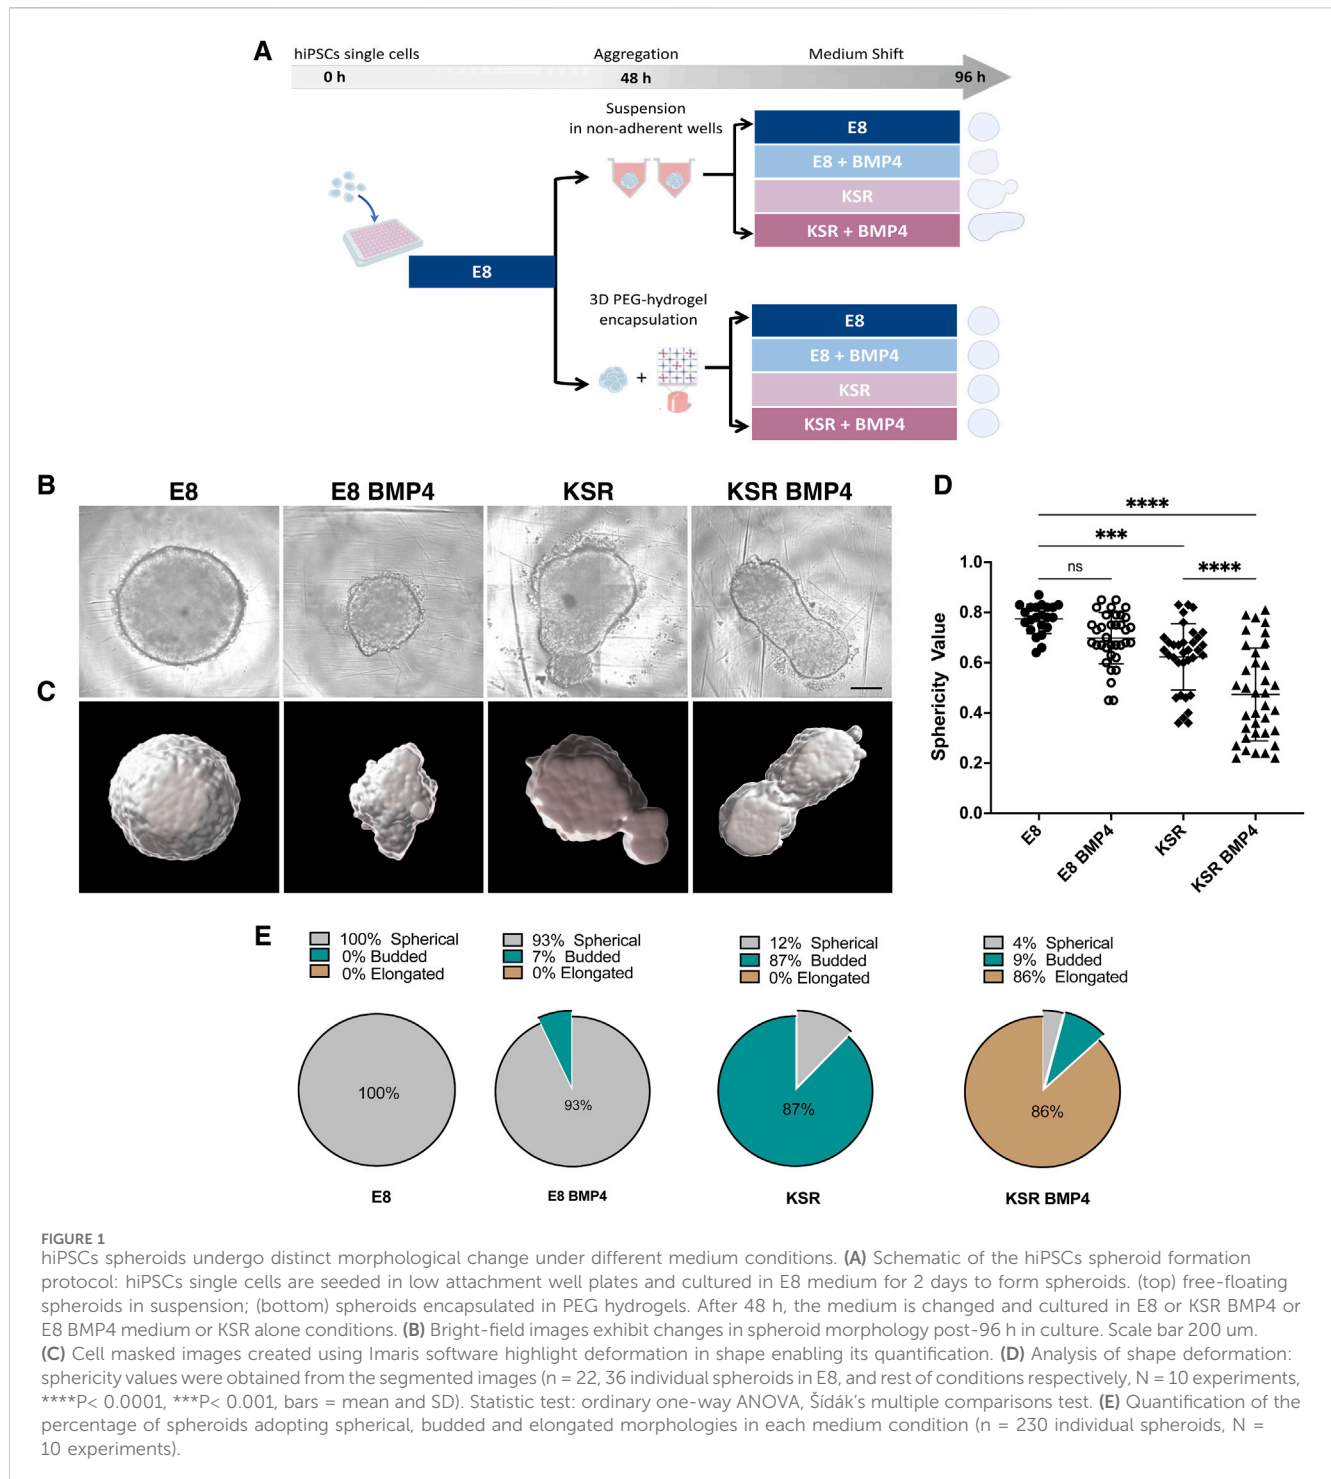 A
hiPSCs single cells
Aggregation
Medium Shift
0 h
48 h
96 h
Suspension
in non-adherent wells
E8
E8 + BMP4
KSR
KSR + BMP4
E8
3D PEG-hydrogel
encapsulation
+
E8
E8 + BMP4
KSR
KSR + BMP4
B
E8
E8 BMP4
KSR
KSR BMP4
C
D
****
***
ns
****
Sphericity Value
1.0
0.8
0.6
0.4
0.2
0.0
E8
E8 BMP4
KSR
KSR BMP4
E
100% Spherical
0% Budded
0% Elongated
93% Spherical
7% Budded
0% Elongated
12% Spherical
87% Budded
0% Elongated
4% Spherical
9% Budded
86% Elongated
100%
93%
87%
86%
E8
E8 BMP4
KSR
KSR BMP4
FIGURE 1
hiPSCs spheroids undergo distinct morphological change under different medium conditions. (A) Schematic of the hiPSCs spheroid formation
protocol: hiPSCs single cells are seeded in low attachment well plates and cultured in E8 medium for 2 days to form spheroids. (top) free-floating
spheroids in suspension; (bottom) spheroids encapsulated in PEG hydrogels. After 48 h, the medium is changed and cultured in E8 or KSR BMP4 or
E8 BMP4 medium or KSR alone conditions. (B) Bright-field images exhibit changes in spheroid morphology post-96 h in culture. Scale bar 200 um.
(C) Cell masked images created using Imaris software highlight deformation in shape enabling its quantification. (D) Analysis of shape deformation:
sphericity values were obtained from the segmented images (n = 22, 36 individual spheroids in E8, and rest of conditions respectively, N = 10 experiments,
****P< 0.0001, ***P< 0.001, bars = mean and SD). Statistic test: ordinary one-way ANOVA, Šídák’s multiple comparisons test. (E) Quantification of the
percentage of spheroids adopting spherical, budded and elongated morphologies in each medium condition (n = 230 individual spheroids, N =
10 experiments).